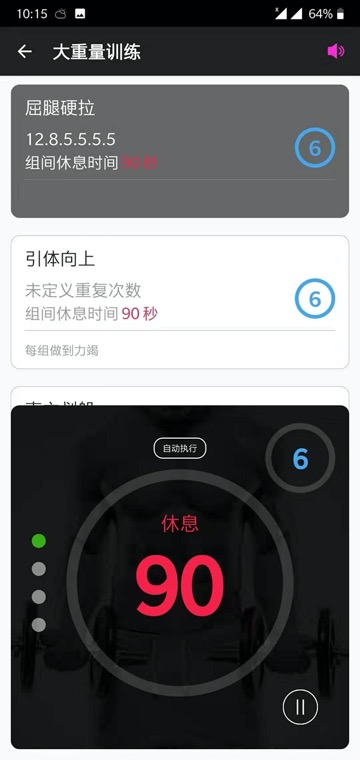 10:15
64%
大重量训练
屈腿硬拉
12.8.5.5.5.5
组间休息时间 90 秒
6
引体向上
未定义重复次数
组间休息时间 90 秒
6
每组做到力竭
自动执行
6
休息
90